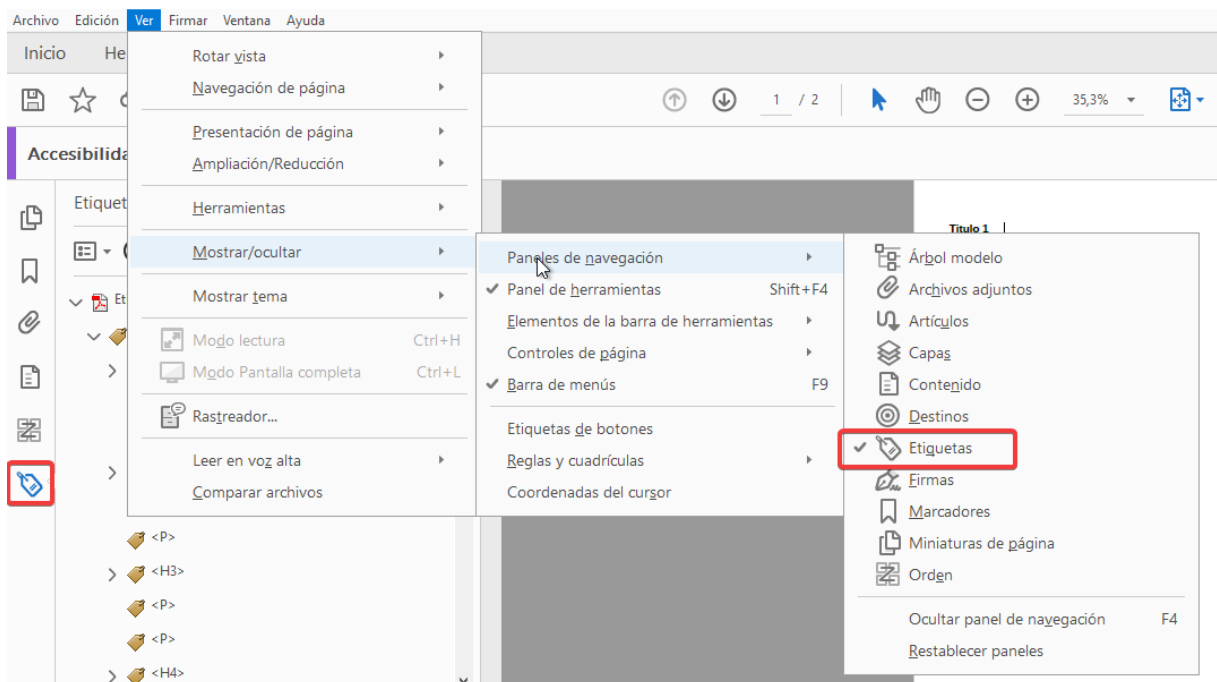 Archivo Edición Ver Firmar Ventana Ayuda
Inicio He
1 / 2 35,3%
Accesibilida
Etiquet
Et
<P>
<H3>
<P>
<P>
<H4>
Rotar vista
Navegación de página
Presentación de página
Ampliación/Reducción
Herramientas
Mostrar/ocultar
Mostrar tema
Modo lectura Ctrl+H
Modo Pantalla completa Ctrl+L
Rastreador...
Leer en voz alta
Comparar archivos
Paneles de navegación
Panel de herramientas Shift+F4
Elementos de la barra de herramientas
Controles de página
Barra de menús F9
Etiquetas de botones
Reglas y cuadrículas
Coordenadas del cursor
Titulo 1
Árbol modelo
Archivos adjuntos
Artículos
Capas
Contenido
Destinos
Etiquetas
Firmas
Marcadores
Miniaturas de página
Orden
Ocultar panel de navegación F4
Restablecer paneles